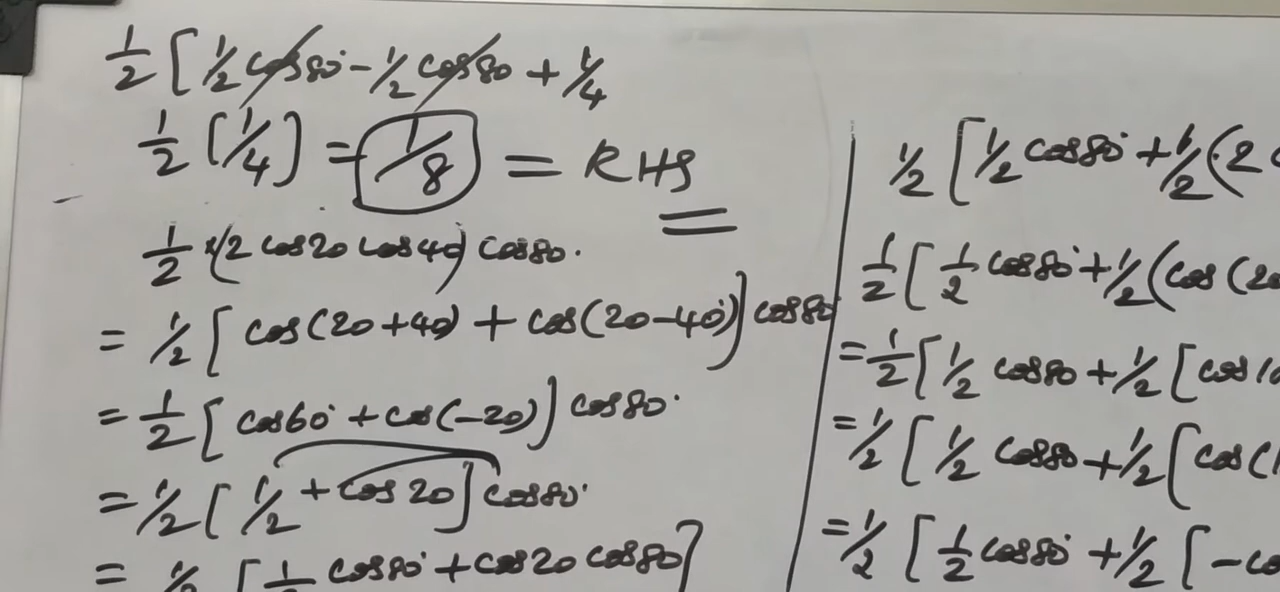 1/2 [1/2 cos80° - 1/2 cos80 + 1/4
1/2 [1/4] = 1/8 = RHS
1/2 × (2 cos20 cos40) cos80.
= 1/2 [cos(20+40) + cos(20-40)] cos80
= 1/2 [cos60° + cos(-20)] cos80.
= 1/2 [1/2 + cos20] cos80.
= 1/2 [1/2 cos80° + cos20 cos80]
1/2 [1/2 cos80° + 1/2 (2
1/2 [1/2 cos80° + 1/2 (cos(20
= 1/2 [1/2 cos80 + 1/2 [cos10
= 1/2 [1/2 cos80 + 1/2 [cos(1
= 1/2 [1/2 cos80° + 1/2 [-co